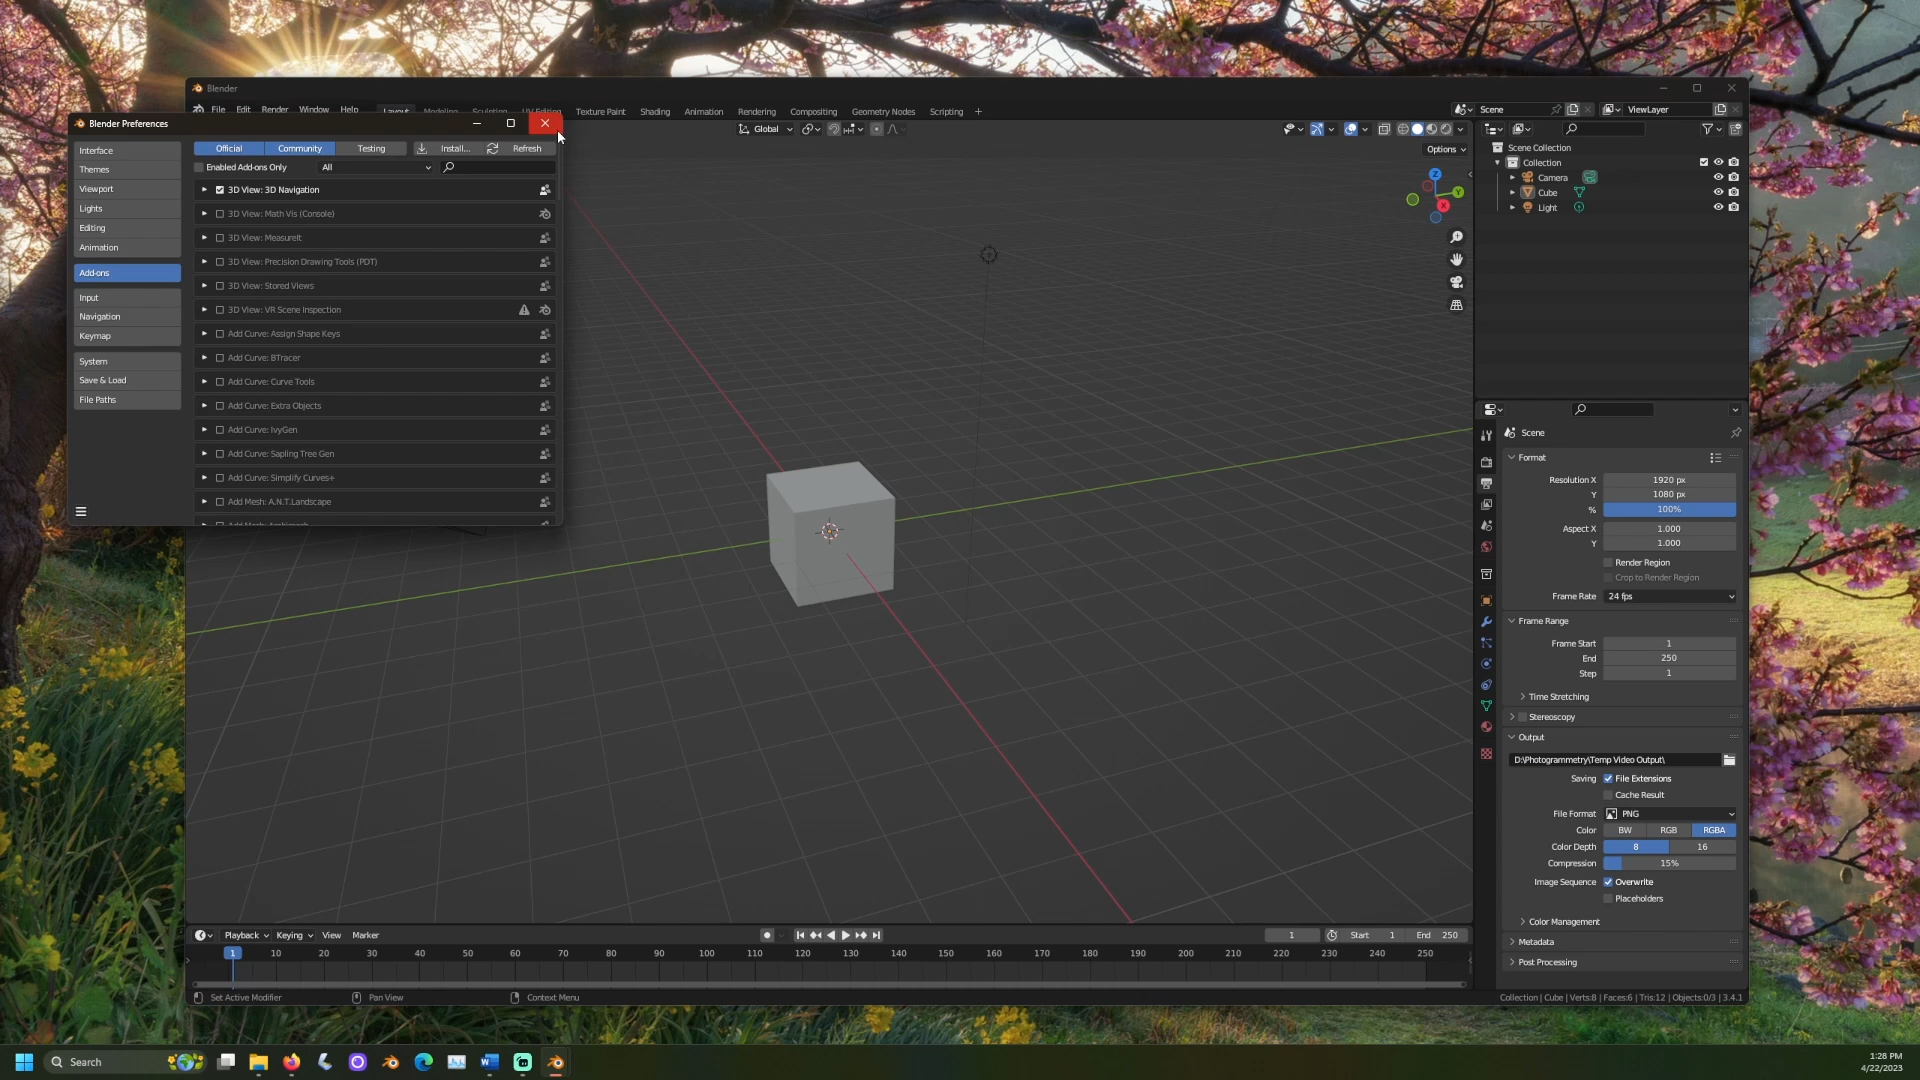 Blender
File Edit Render Window Help Layout Modeling Sculpting UV Editing Texture Paint Shading Animation Rendering Compositing Geometry Nodes Scripting +
Scene
ViewLayer
Blender Preferences
Global
Options
Interface
Themes
Viewport
Lights
Editing
Animation
Add-ons
Input
Navigation
Keymap
System
Save & Load
File Paths
Official Community Testing Install... Refresh
Enabled Add-ons Only All
3D View: 3D Navigation
3D View: Math Vis (Console)
3D View: MeasureIt
3D View: Precision Drawing Tools (PDT)
3D View: Stored Views
3D View: VR Scene Inspection
Add Curve: Assign Shape Keys
Add Curve: BTracer
Add Curve: Curve Tools
Add Curve: Extra Objects
Add Curve: IvyGen
Add Curve: Sapling Tree Gen
Add Curve: Simplify Curves+
Add Mesh: A.N.T.Landscape
Z
Y
X
Scene Collection
Collection
Camera
Cube
Light
Scene
Format
Resolution X 1920 px
Y 1080 px
% 100%
Aspect X 1.000
Y 1.000
Render Region
Crop to Render Region
Frame Rate 24 fps
Frame Range
Frame Start 1
End 250
Step 1
Time Stretching
Stereoscopy
Output
D:\Photogrammetry\Temp Video Output\
Saving File Extensions
Cache Result
File Format PNG
Color BW RGB RGBA
Color Depth 8 16
Compression 15%
Image Sequence Overwrite
Placeholders
Color Management
Metadata
Post Processing
Playback Keying View Marker
1 Start 1 End 250
1 10 20 30 40 50 60 70 80 90 100 110 120 130 140 150 160 170 180 190 200 210 220 230 240 250
Set Active Modifier Pan View Context Menu
Collection | Cube | Verts:8 | Faces:6 | Tris:12 | Objects:0/3 | 3.4.1
Search
1:28 PM
4/22/2023